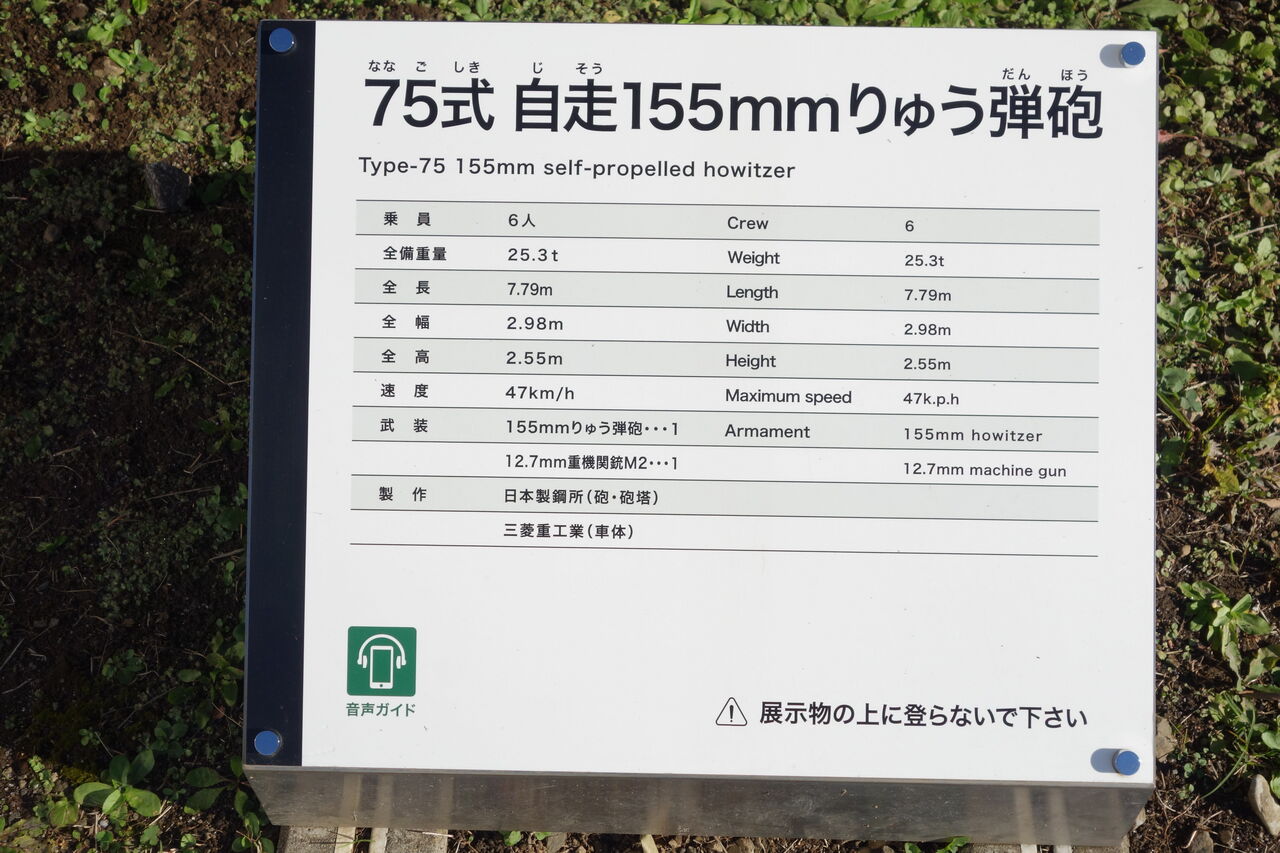 ななごしき じそう だんほう
75式 自走155mmりゅう弾砲
Type-75 155mm self-propelled howitzer
乗員 6人 Crew 6
全備重量 25.3t Weight 25.3t
全長 7.79m Length 7.79m
全幅 2.98m Width 2.98m
全高 2.55m Height 2.55m
速度 47km/h Maximum speed 47k.p.h
武装 155mmりゅう弾砲･･･1 Armament 155mm howitzer
12.7mm重機関銃M2･･･1 12.7mm machine gun
製作 日本製鋼所（砲・砲塔）
三菱重工業（車体）
音声ガイド
展示物の上に登らないで下さい